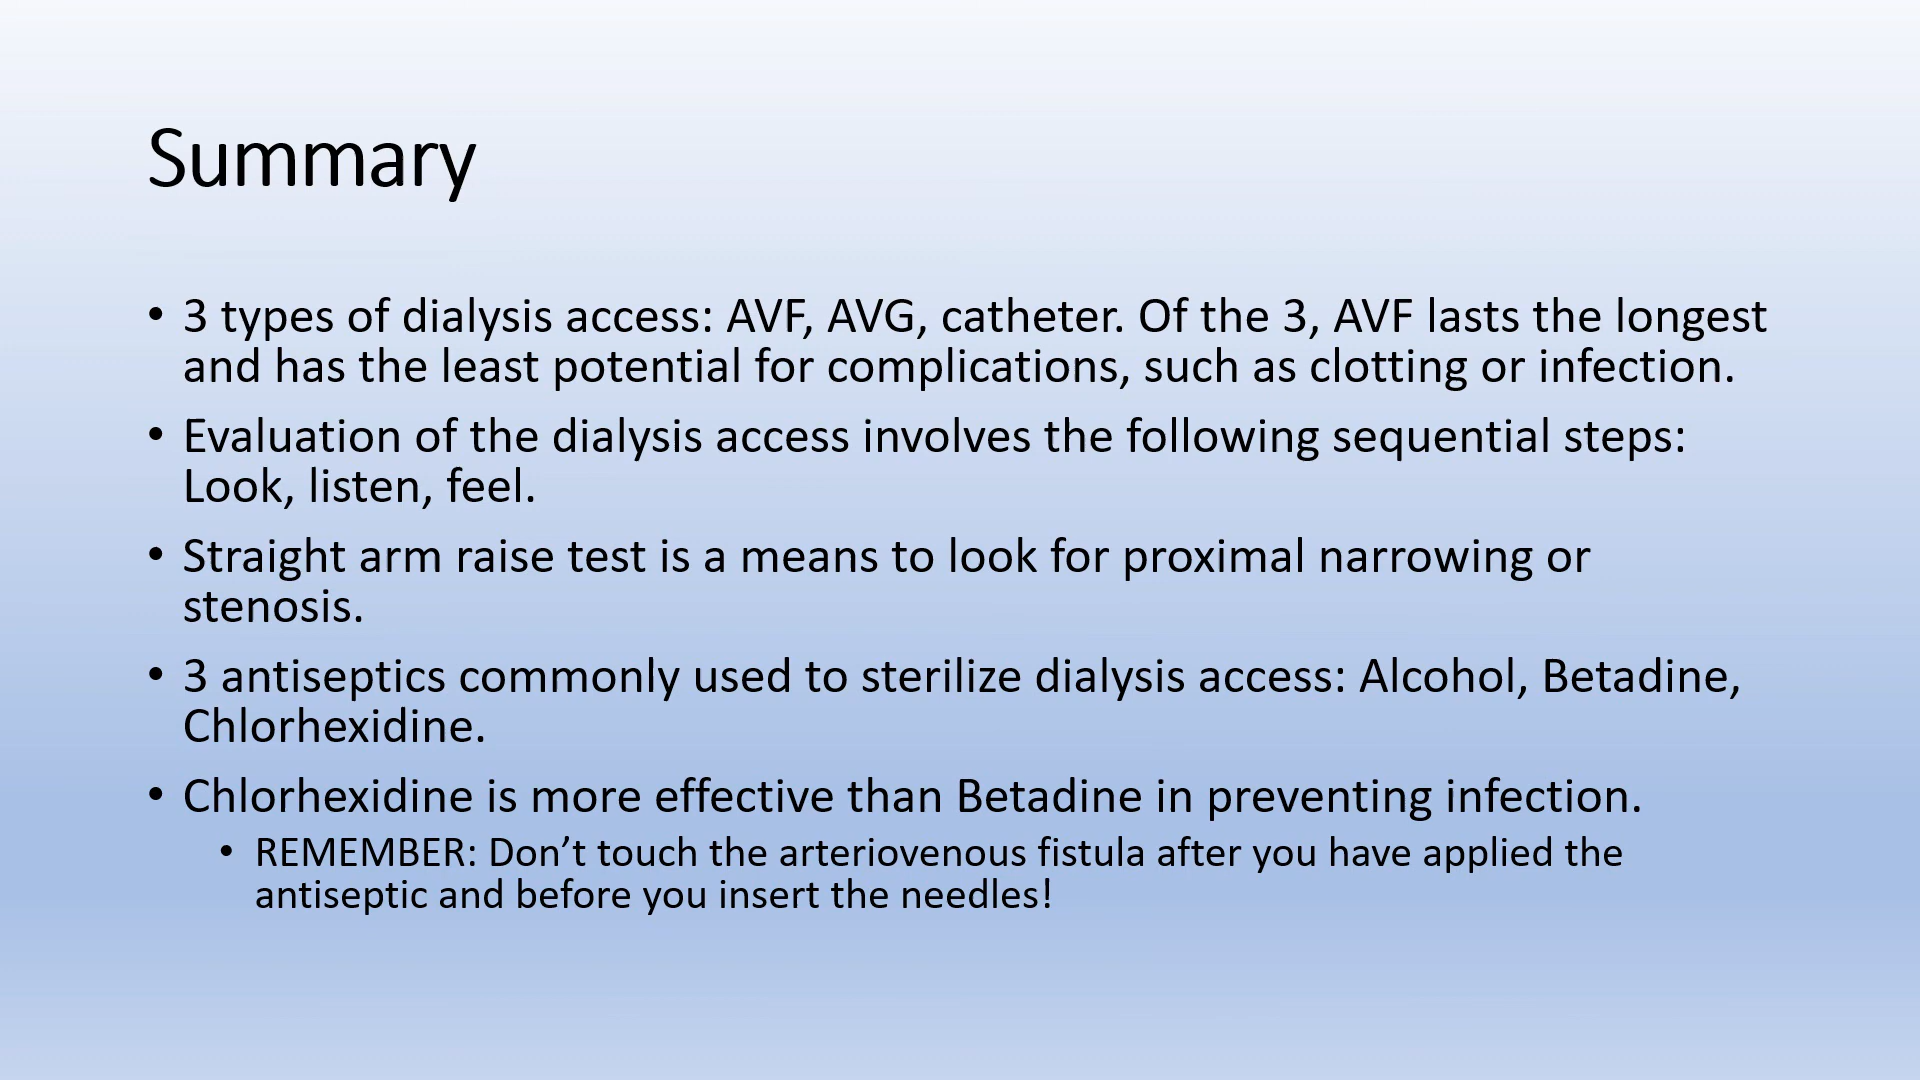 Summary
• 3 types of dialysis access: AVF, AVG, catheter. Of the 3, AVF lasts the longest
and has the least potential for complications, such as clotting or infection.
• Evaluation of the dialysis access involves the following sequential steps:
Look, listen, feel.
• Straight arm raise test is a means to look for proximal narrowing or
stenosis.
• 3 antiseptics commonly used to sterilize dialysis access: Alcohol, Betadine,
Chlorhexidine.
• Chlorhexidine is more effective than Betadine in preventing infection.
• REMEMBER: Don’t touch the arteriovenous fistula after you have applied the
antiseptic and before you insert the needles!